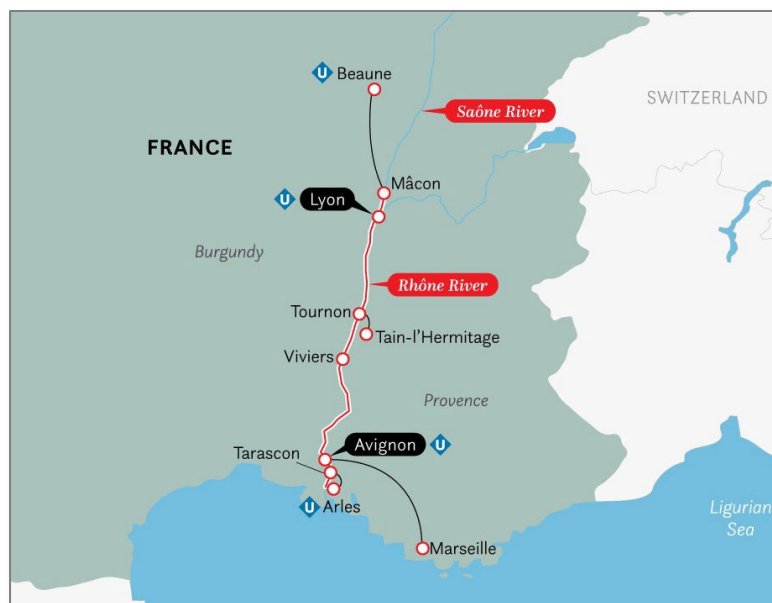 U Beaune
SWITZERLAND
Saône River
FRANCE
Mâcon
U Lyon
Burgundy
Rhône River
Tournon
Tain-l’Hermitage
Viviers
Provence
Avignon U
Tarascon
U Arles
Ligurian
Sea
Marseille